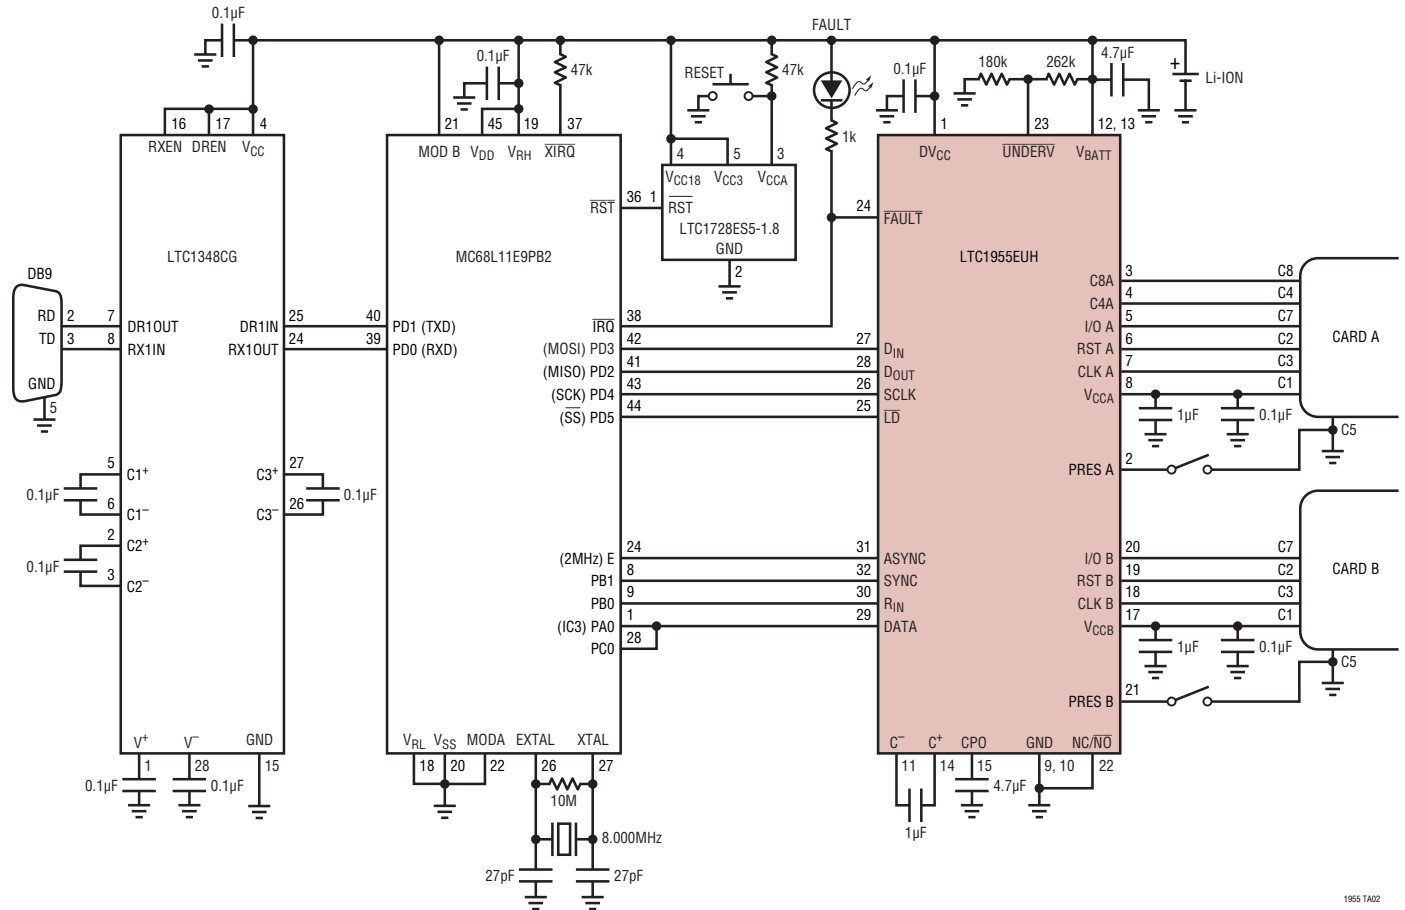 0.1µF
FAULT
0.1µF
47k
RESET
47k
0.1µF
180k
262k
4.7µF
+
Li-ION
1k
16 17 4
RXEN DREN VCC
LTC1348CG
DB9
RD 2 7 DR1OUT
TD 3 8 RX1IN
GND
5
DR1IN 25
RX1OUT 24
5 C1+
0.1µF
6 C1–
2 C2+
0.1µF
3 C2–
C3+ 27
0.1µF
C3– 26
V+ V– GND
1 28 15
0.1µF 0.1µF
21 45 19 37
MOD B VDD VRH XIRQ
MC68L11E9PB2
40 PD1 (TXD)
39 PD0 (RXD)
RST 36
IRQ 38
(MOSI) PD3 42
(MISO) PD2 41
(SCK) PD4 43
(SS) PD5 44
(2MHz) E 24
PB1 8
PB0 9
(IC3) PA0 1
PC0 28
VRL VSS MODA EXTAL XTAL
18 20 22 26 27
10M
8.000MHz
27pF 27pF
4 5 3
VCC18 VCC3 VCCA
1 RST
LTC1728ES5-1.8
GND
2
1 23 12, 13
DVCC UNDERV VBATT
24 FAULT
LTC1955EUH
27 DIN
28 DOUT
26 SCLK
25 LD
31 ASYNC
32 SYNC
30 RIN
29 DATA
C8A 3 C8
C4A 4 C4
I/O A 5 C7
RST A 6 C2
CLK A 7 C3
VCCA 8 C1
CARD A
1µF 0.1µF
C5
PRES A 2
I/O B 20 C7
RST B 19 C2
CLK B 18 C3
VCCB 17 C1
CARD B
1µF 0.1µF
C5
PRES B 21
C– C+ CPO GND NC/NO
11 14 15 9, 10 22
1µF
4.7µF
1955 TA02